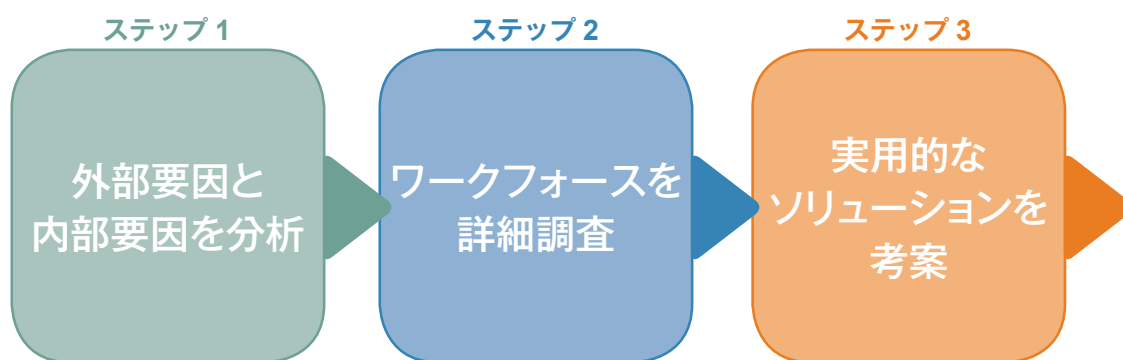 ステップ 1
外部要因と
内部要因を分析
ステップ 2
ワークフォースを
詳細調査
ステップ 3
実用的な
ソリューションを
考案